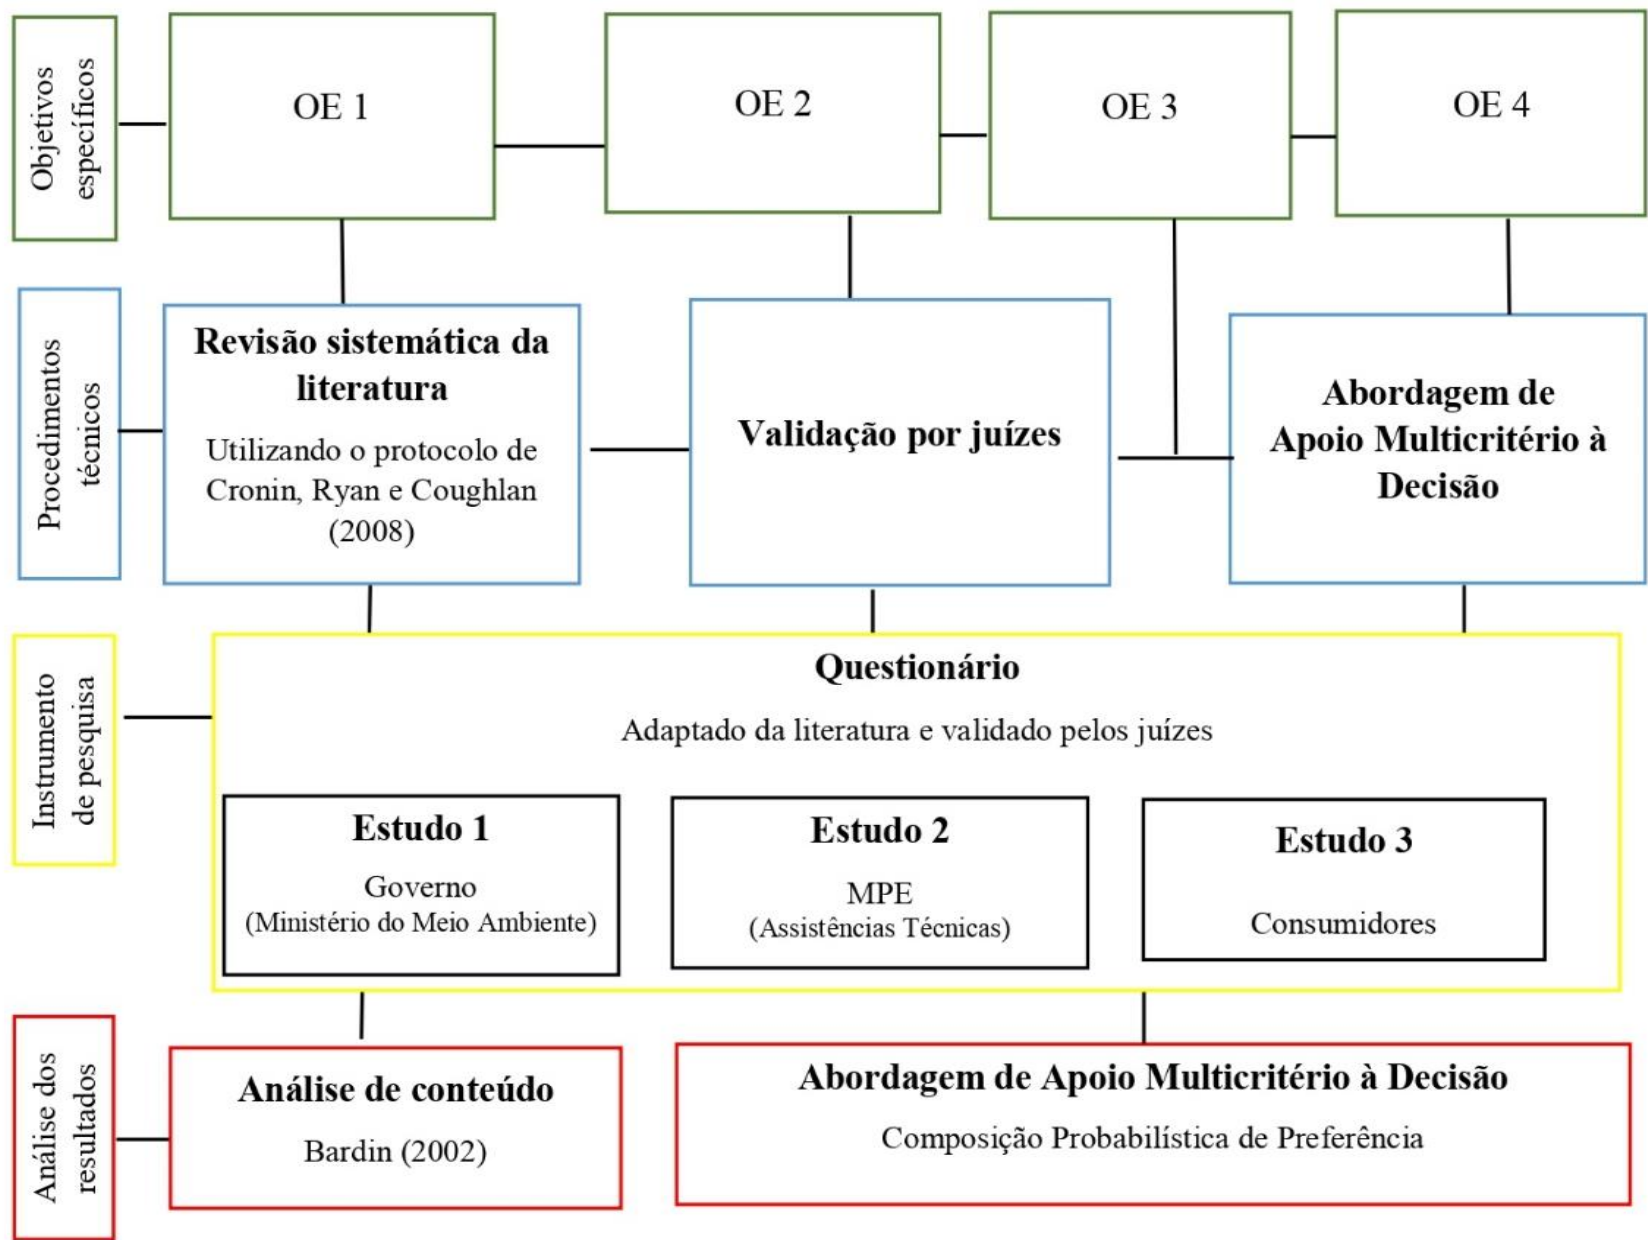 Objetivos
específicos
OE 1
OE 2
OE 3
OE 4
Procedimentos
técnicos
Revisão sistemática da
literatura
Utilizando o protocolo de
Cronin, Ryan e Coughlan
(2008)
Validação por juízes
Abordagem de
Apoio Multicritério à
Decisão
Instrumento
de pesquisa
Questionário
Adaptado da literatura e validado pelos juízes
Estudo 1
Governo
(Ministério do Meio Ambiente)
Estudo 2
MPE
(Assistências Técnicas)
Estudo 3
Consumidores
Análise dos
resultados
Análise de conteúdo
Bardin (2002)
Abordagem de Apoio Multicritério à Decisão
Composição Probabilística de Preferência